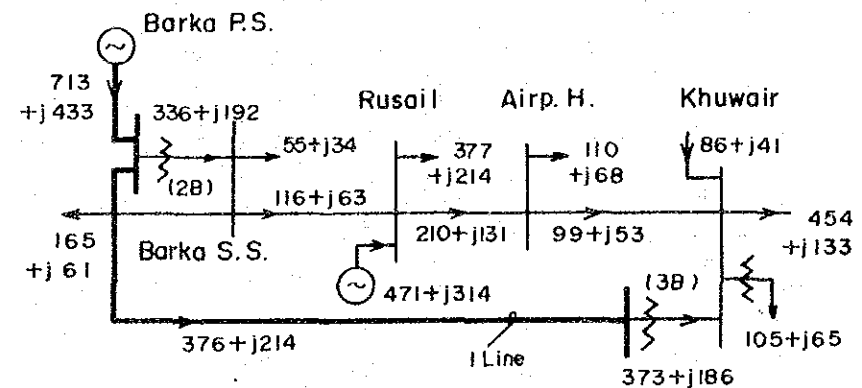 Barka P.S.
713
+j433
336+j192
Rusail
Airp. H.
Khuwair
55+j34
377
+j214
110
+j68
86+j41
(2B)
116+j63
210+j131
99+j53
454
+j133
165
+j61
Barka S.S.
471+j314
(3B)
105+j65
376+j214
1 Line
373+j186